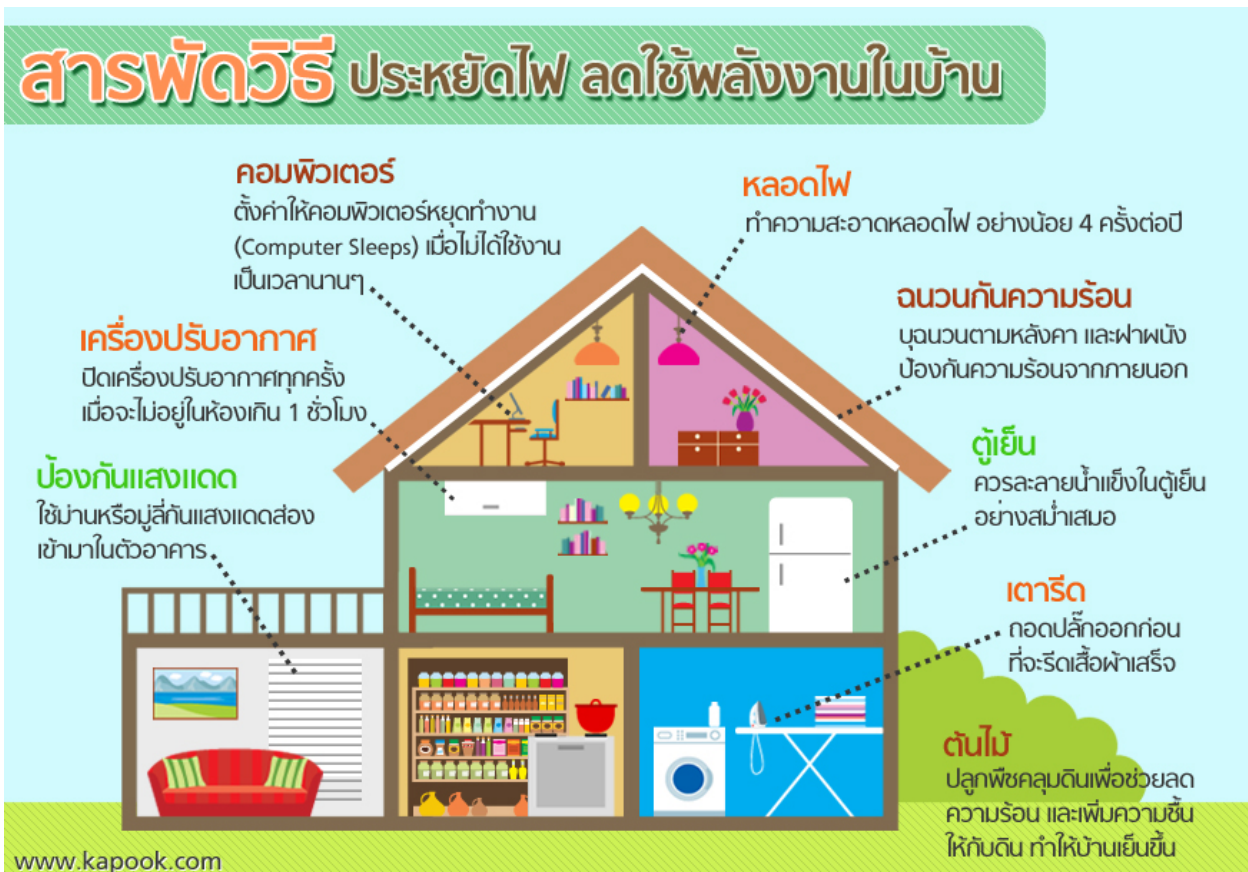 สารพัดวิธี ประหยัดไฟ ลดใช้พลังงานในบ้าน
คอมพิวเตอร์
ตั้งค่าให้คอมพิวเตอร์หยุดทำงาน
(Computer Sleeps) เมื่อไม่ได้ใช้งาน
เป็นเวลานานๆ
หลอดไฟ
ทำความสะอาดหลอดไฟ อย่างน้อย 4 ครั้งต่อปี
เครื่องปรับอากาศ
ปิดเครื่องปรับอากาศทุกครั้ง
เมื่อจะไม่อยู่ในห้องเกิน 1 ชั่วโมง
ฉนวนกันความร้อน
บุฉนวนตามหลังคา และฝาผนัง
ป้องกันความร้อนจากภายนอก
ป้องกันแสงแดด
ใช้ม่านหรือมู่ลี่กันแสงแดดส่อง
เข้ามาในตัวอาคาร
ตู้เย็น
ควรละลายน้ำแข็งในตู้เย็น
อย่างสม่ำเสมอ
เตารีด
ถอดปลั๊กออกก่อน
ที่จะรีดเสื้อผ้าเสร็จ
ต้นไม้
ปลูกพืชคลุมดินเพื่อช่วยลด
ความร้อน และเพิ่มความชื้น
ให้กับดิน ทำให้บ้านเย็นขึ้น
www.kapook.com